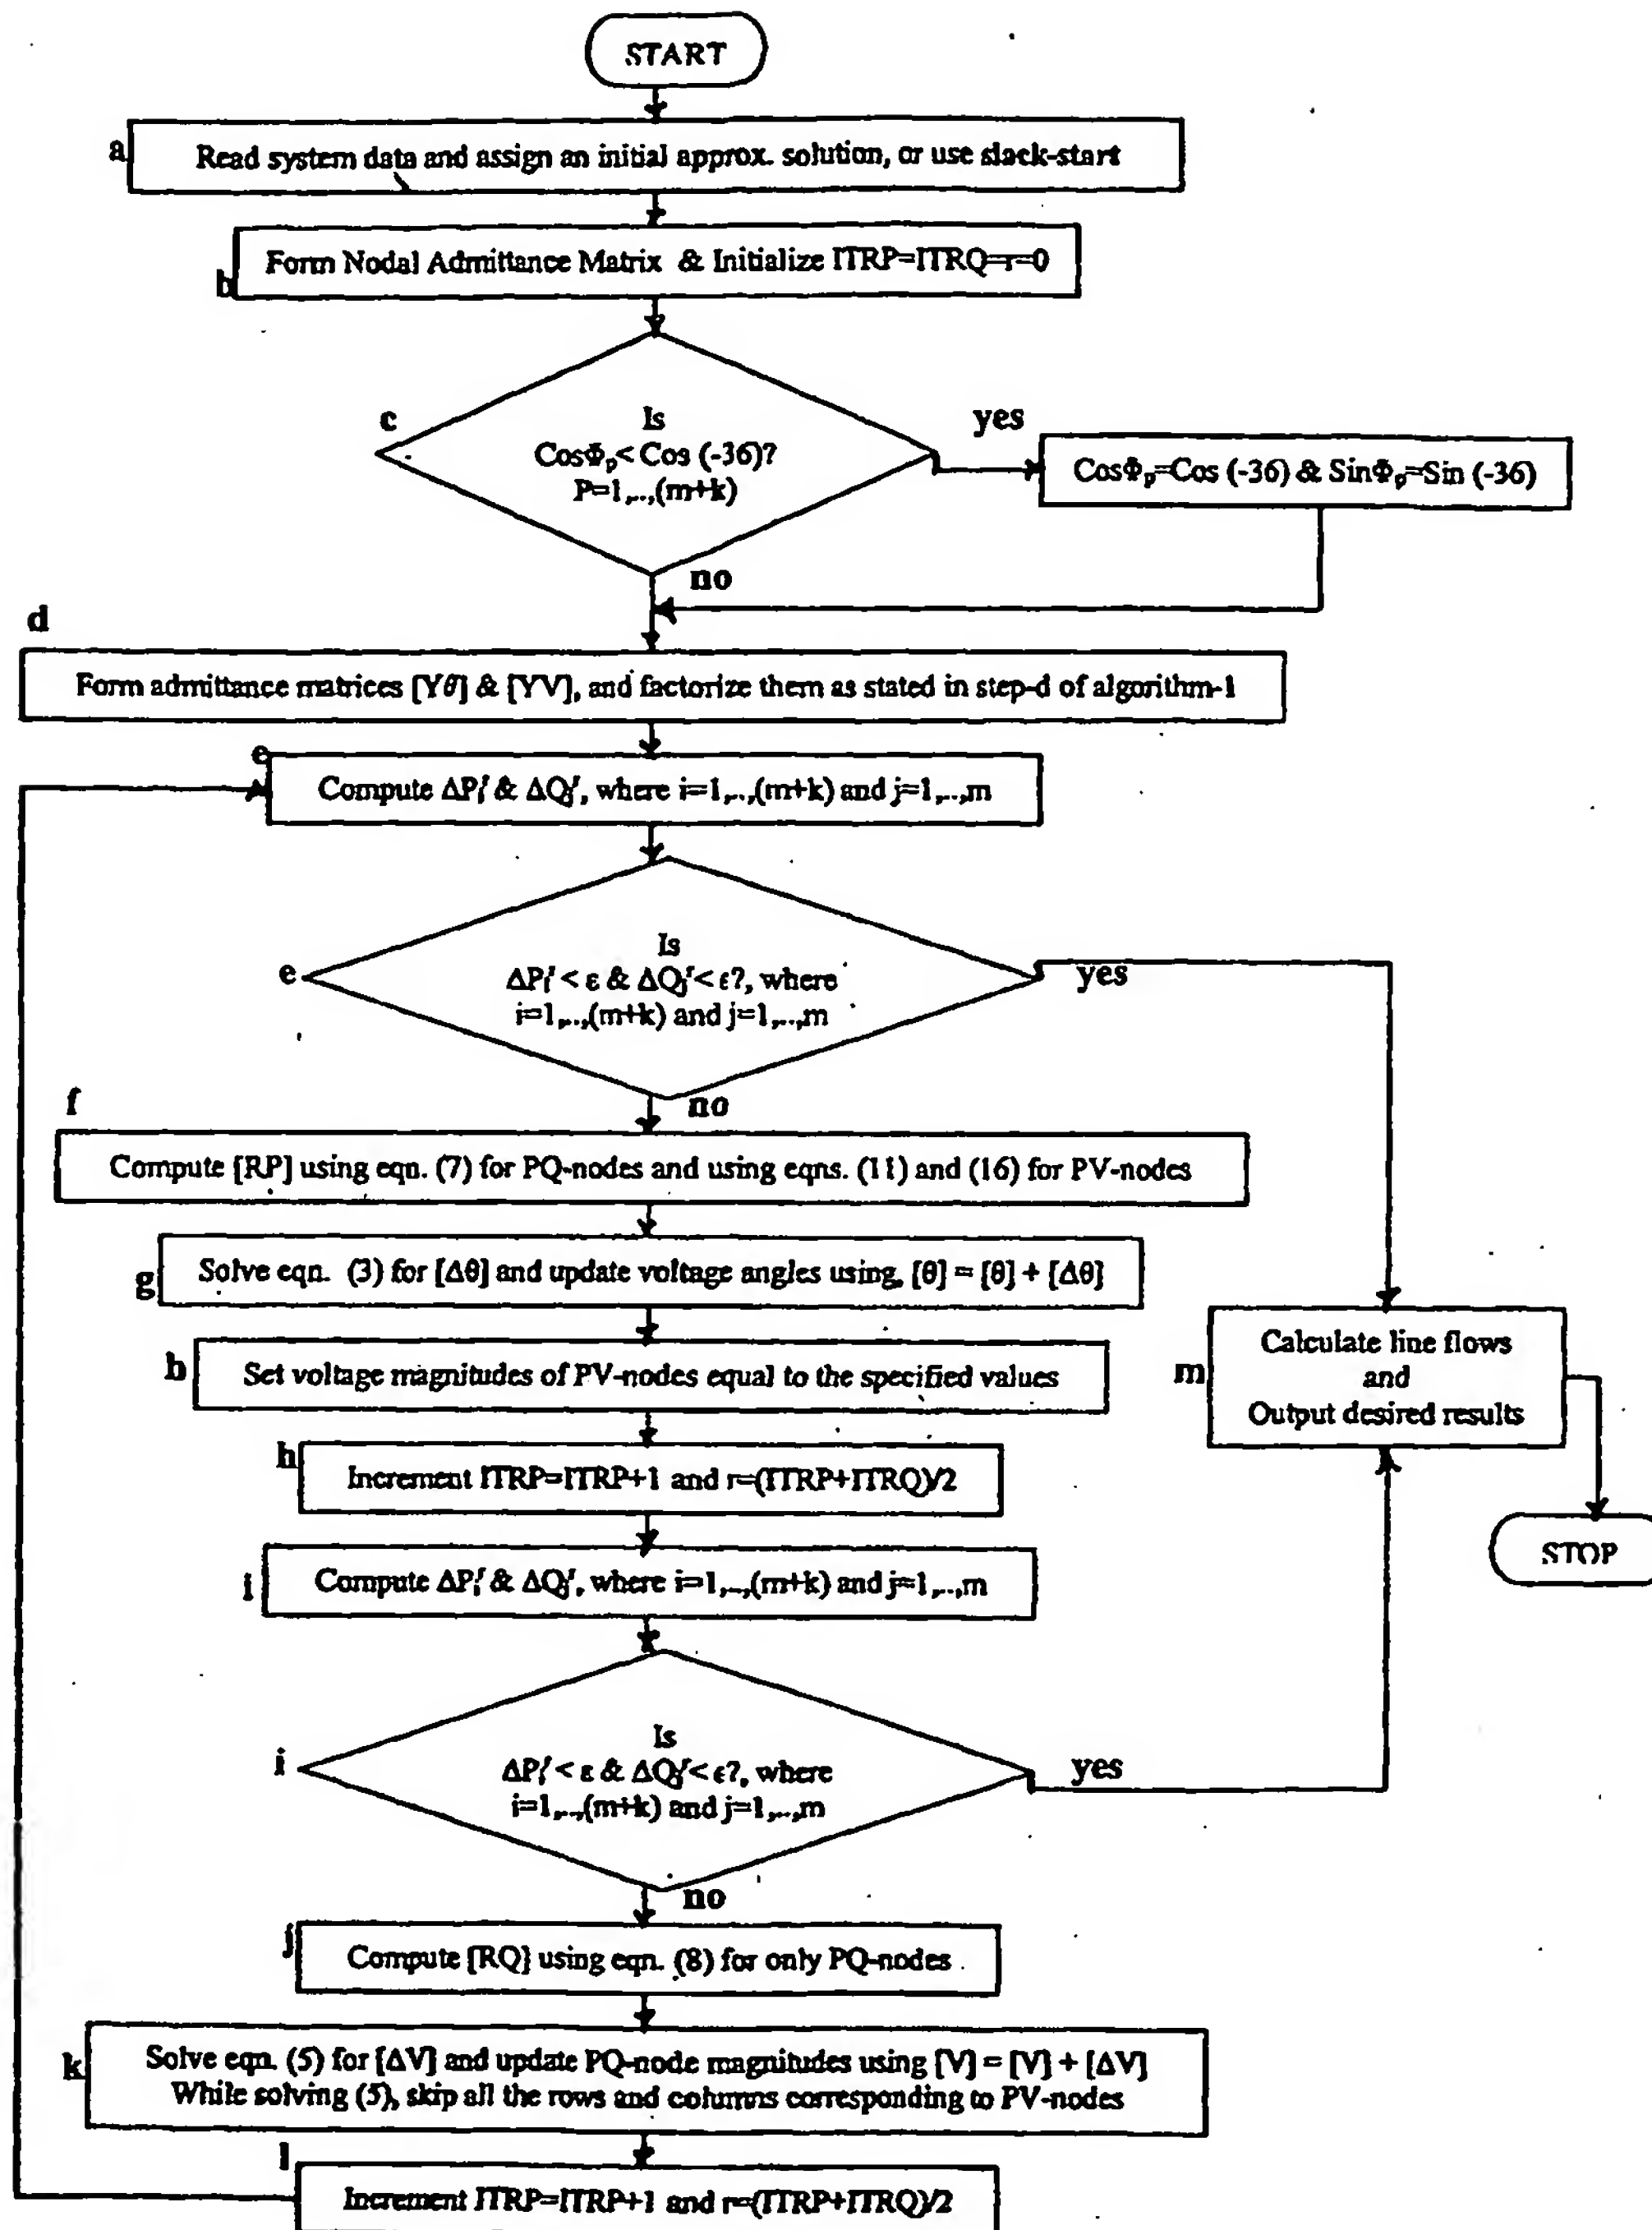 START
a
Read system data and assign an initial approx. solution, or use slack-start
b
Form Nodal Admittance Matrix & Initialize ITRP=ITRQ=r=0
c
Is
CosΦp< Cos (-36)?
P=1,..,(m+k)
yes
CosΦp=Cos (-36) & SinΦp=Sin (-36)
no
d
Form admittance matrices [Yθ] & [YV], and factorize them as stated in step-d of algorithm-1
e
Compute ΔPiʳ & ΔQjʳ, where i=1,..,(m+k) and j=1,..,m
e
Is
ΔPiʳ < ε & ΔQjʳ < ϵ?, where
i=1,..,(m+k) and j=1,..,m
yes
no
f
Compute [RP] using eqn. (7) for PQ-nodes and using eqns. (11) and (16) for PV-nodes
g
Solve eqn. (3) for [Δθ] and update voltage angles using, [θ] = [θ] + [Δθ]
h
Set voltage magnitudes of PV-nodes equal to the specified values
m
Calculate line flows
and
Output desired results
h
Increment ITRP=ITRP+1 and r=(ITRP+ITRQ)/2
i
Compute ΔPiʳ & ΔQjʳ, where i=1,..,(m+k) and j=1,..,m
STOP
i
Is
ΔPiʳ < ε & ΔQjʳ < ϵ?, where
i=1,..,(m+k) and j=1,..,m
yes
no
j
Compute [RQ] using eqn. (8) for only PQ-nodes
k
Solve eqn. (5) for [ΔV] and update PQ-node magnitudes using [V] = [V] + [ΔV]
While solving (5), skip all the rows and columns corresponding to PV-nodes
l
Increment ITRP=ITRP+1 and r=(ITRP+ITRQ)/2